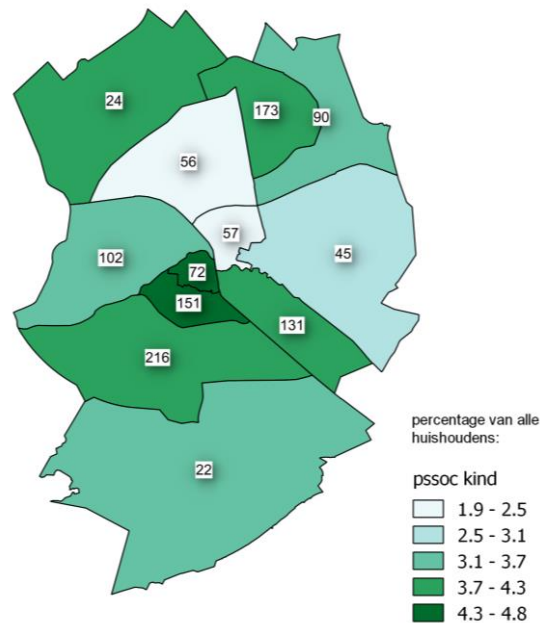 24
173
90
56
57
45
102
72
151
131
216
22
percentage van alle
huishoudens:
pssoc kind
1.9 - 2.5
2.5 - 3.1
3.1 - 3.7
3.7 - 4.3
4.3 - 4.8